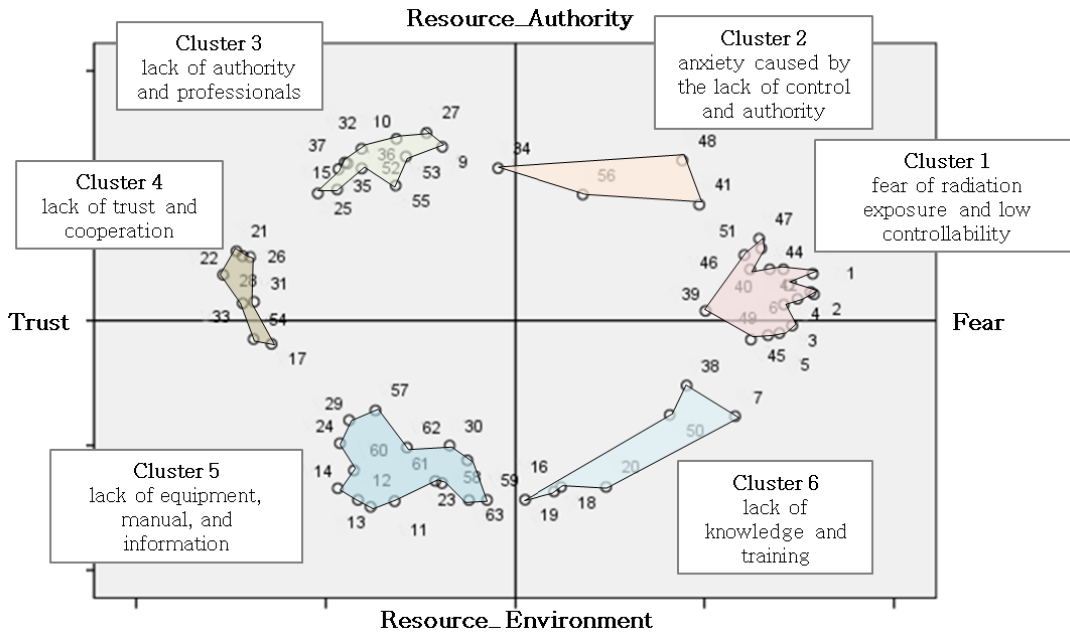 Resource_Authority
Cluster 3
lack of authority
and professionals
Cluster 2
anxiety caused by
the lack of control
and authority
Cluster 1
fear of radiation
exposure and low
controllability
Cluster 4
lack of trust and
cooperation
27
10
32
37
36
9
15
52
53
35
25
55
34
48
56
41
47
51
44
46
1
40
42
39
2
6
4
49
3
45
5
21
22
26
28
31
33
54
17
Trust
Fear
38
7
50
20
16
18
19
57
29
24
62
30
60
61
14
12
58
59
23
63
13
11
Cluster 5
lack of equipment,
manual, and
information
Cluster 6
lack of
knowledge and
training
Resource_Environment